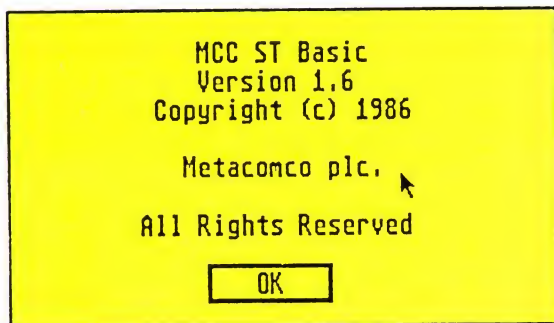 MCC ST Basic
Version 1.6
Copyright (c) 1986
Metacomco plc.
All Rights Reserved
OK